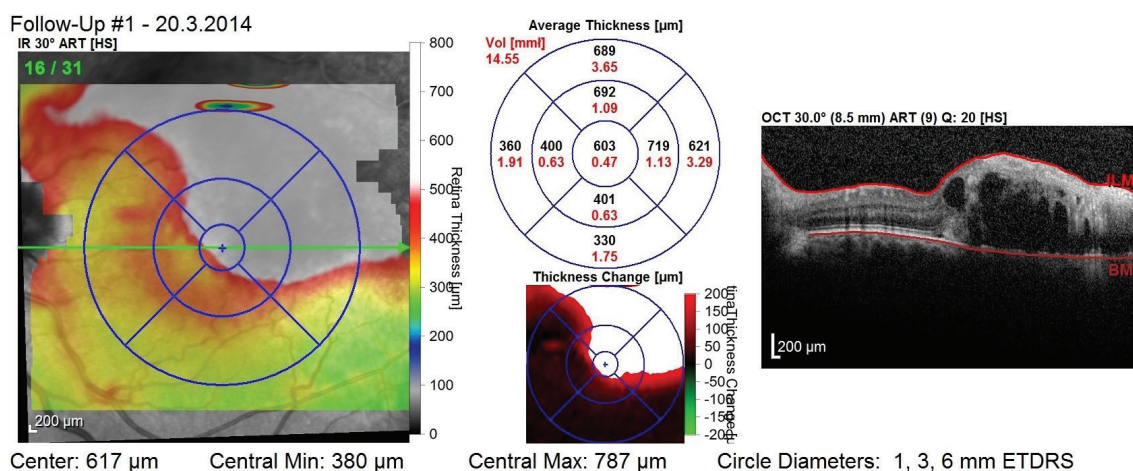 Follow-Up #1 - 20.3.2014
IR 30° ART [HS]
16 / 31
200 µm
800
700
600
500
400
300
200
100
0
Retina Thickness [µm]
Average Thickness [µm]
Vol [mmł]
14.55
689
3.65
692
1.09
360
1.91
400
0.63
603
0.47
719
1.13
621
3.29
401
0.63
330
1.75
Thickness Change [µm]
200
150
100
50
0
-50
-100
-150
-200
OCT 30.0° (8.5 mm) ART (9) Q: 20 [HS]
ILM
BM
200 µm
Center: 617 µm Central Min: 380 µm Central Max: 787 µm Circle Diameters: 1, 3, 6 mm ETDRS